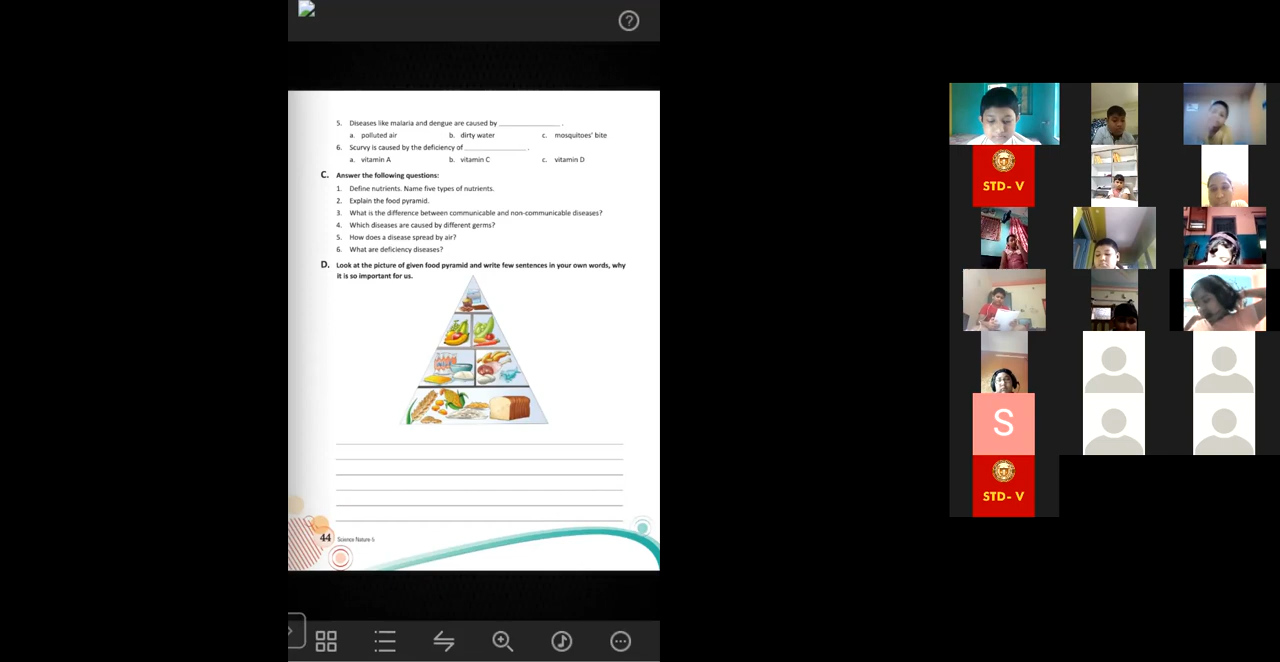 5. Diseases like malaria and dengue are caused by ________________ .
a. polluted air b. dirty water c. mosquitoes' bite
6. Scurvy is caused by the deficiency of ________________ .
a. vitamin A b. vitamin C c. vitamin D
C. Answer the following questions:
1. Define nutrients. Name five types of nutrients.
2. Explain the food pyramid.
3. What is the difference between communicable and non-communicable diseases?
4. Which diseases are caused by different germs?
5. How does a disease spread by air?
6. What are deficiency diseases?
D. Look at the picture of given food pyramid and write few sentences in your own words, why
it is so important for us.
44 Science Nature-5
STD- V
S
STD- V